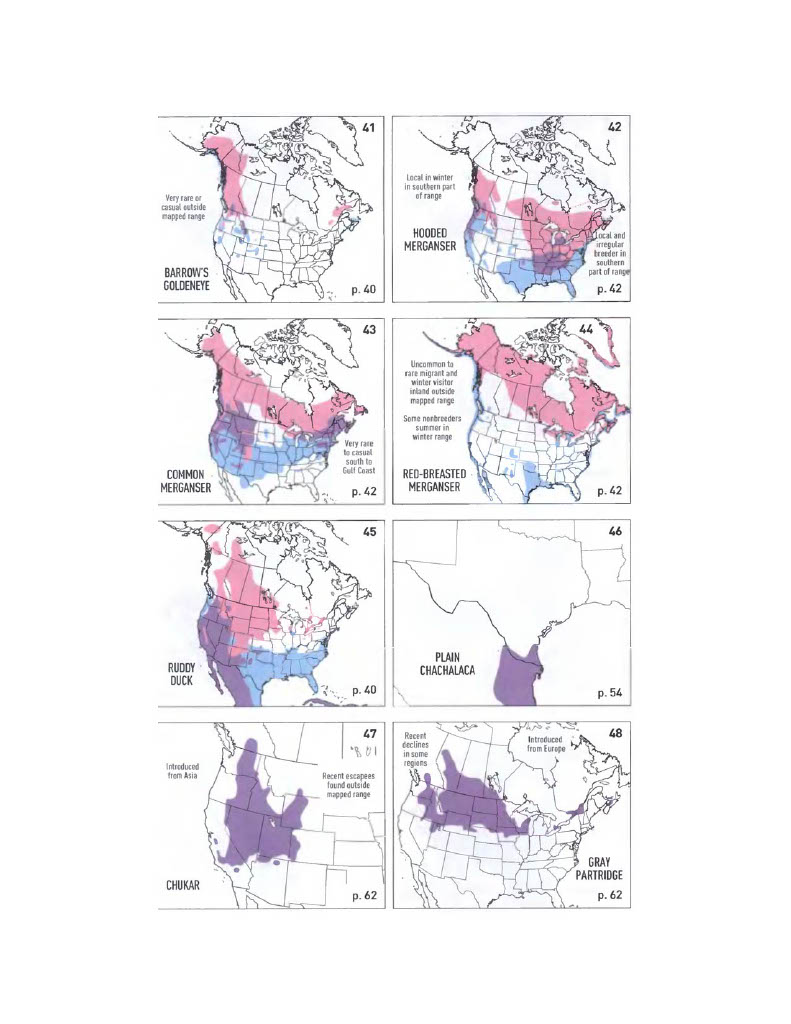 41
Very rare or
casual outside
mapped range
BARROW'S
GOLDENEYE
p. 40
42
Local in winter
in southern part
of range
HOODED
MERGANSER
Local and
irregular
breeder in
southern
part of range
p. 42
43
Very rare
to casual
south to
Gulf Coast
COMMON
MERGANSER
p. 42
44
Uncommon to
rare migrant and
winter visitor
inland outside
mapped range
Some nonbreeders
summer in
winter range
RED-BREASTED
MERGANSER
p. 42
45
RUDDY
DUCK
p. 40
46
PLAIN
CHACHALACA
p. 54
47
Introduced
from Asia
Recent escapees
found outside
mapped range
CHUKAR
p. 62
48
Recent
declines
in some
regions
Introduced
from Europe
GRAY
PARTRIDGE
p. 62